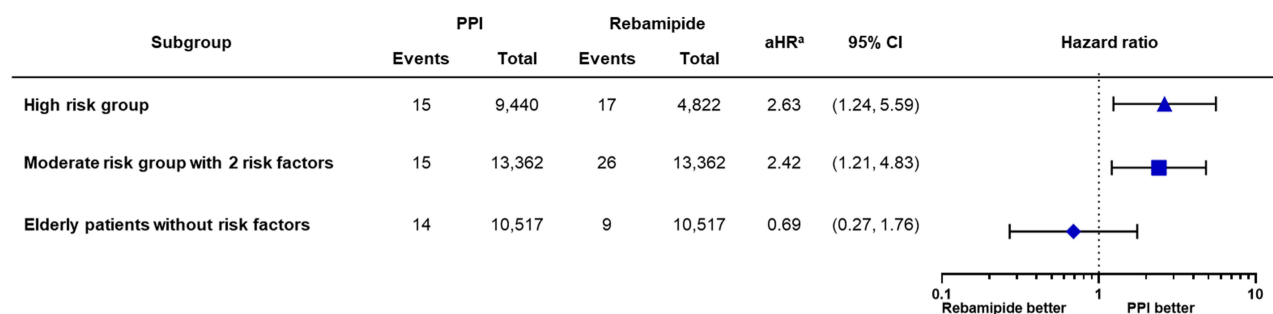 Subgroup PPI Rebamipide aHRª 95% CI Hazard ratio
Events Total Events Total
High risk group 15 9,440 17 4,822 2.63 (1.24, 5.59)
Moderate risk group with 2 risk factors 15 13,362 26 13,362 2.42 (1.21, 4.83)
Elderly patients without risk factors 14 10,517 9 10,517 0.69 (0.27, 1.76)
0.1 1 10
Rebamipide better PPI better